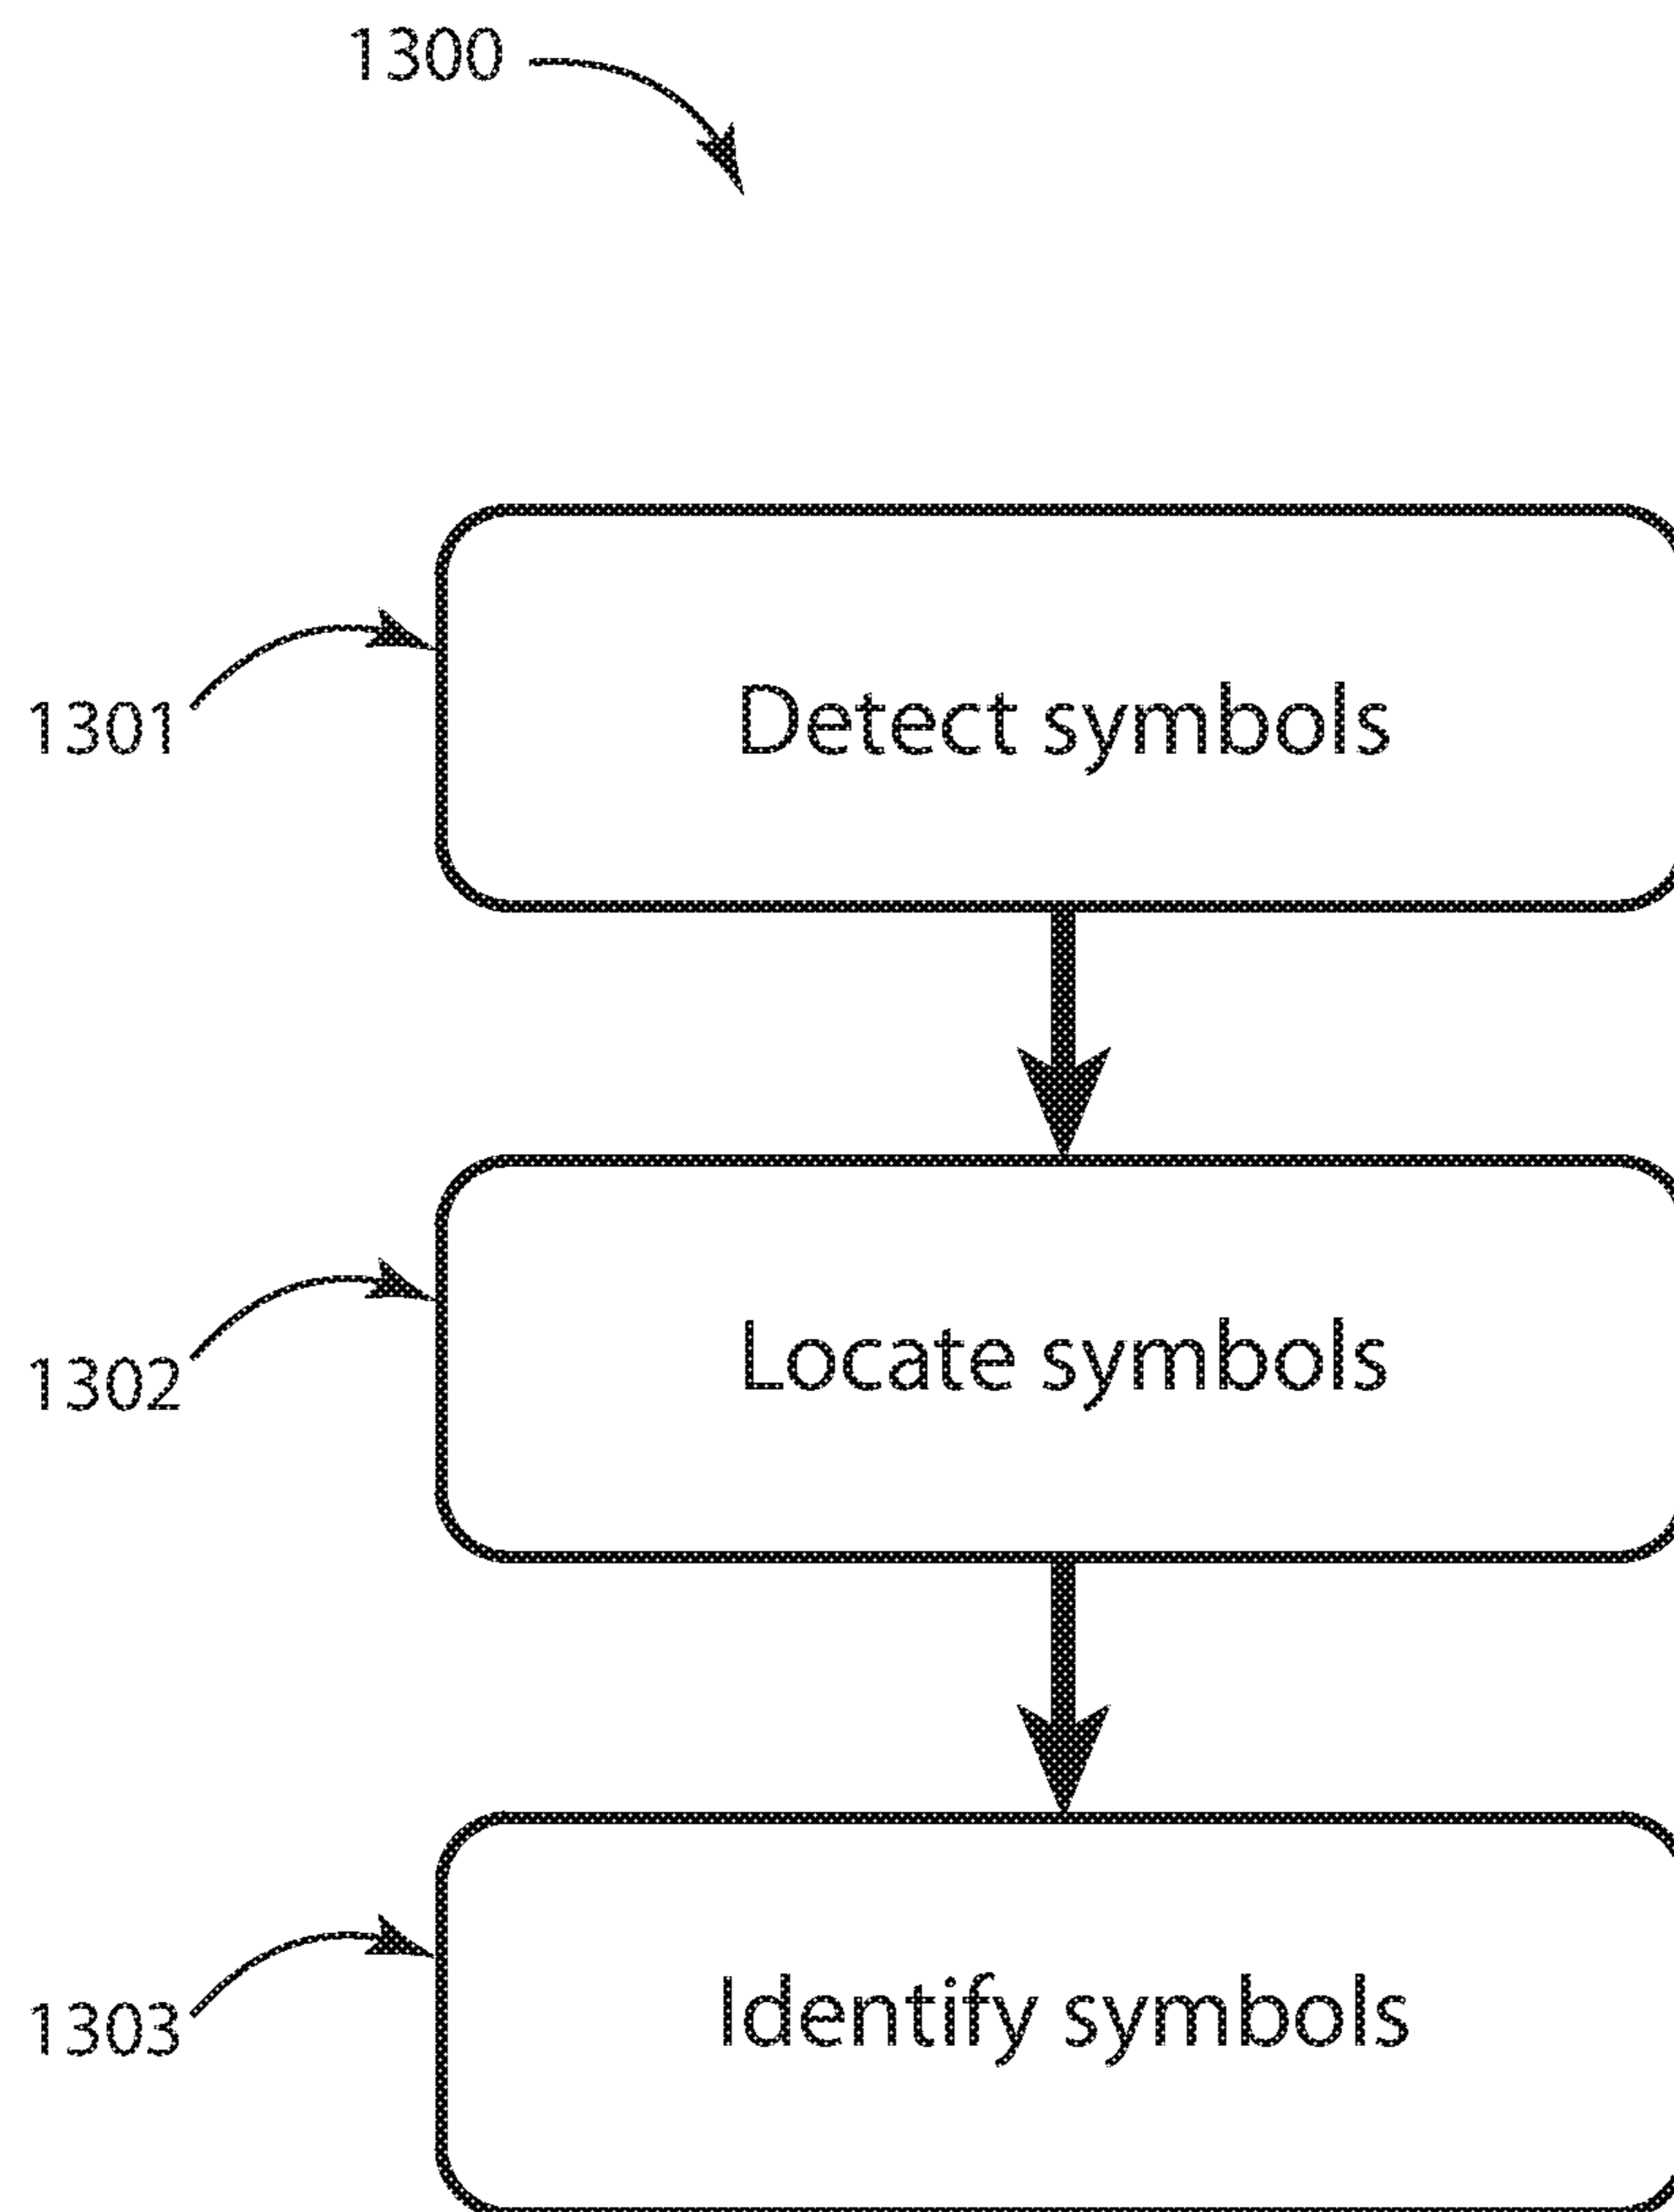 1300
Detect symbols
1301
Locate symbols
1302
Identify symbols
1303